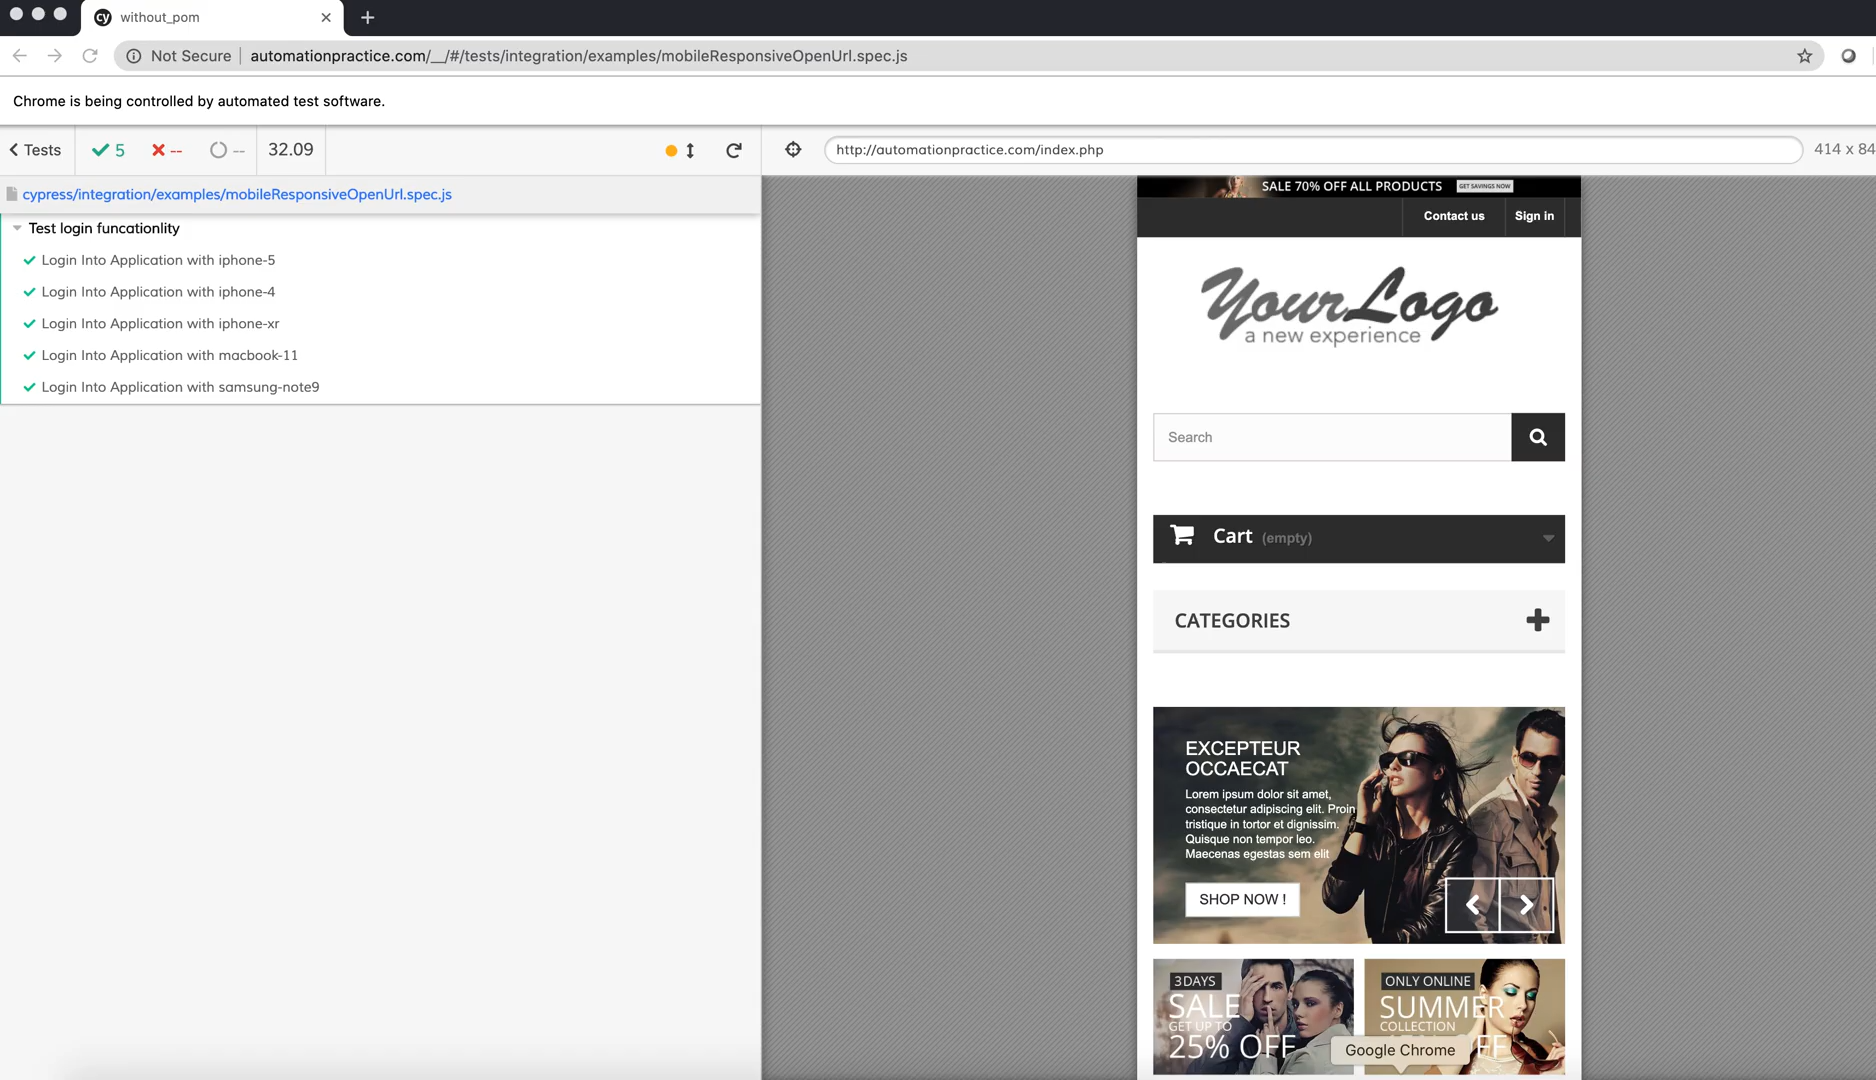 without_pom
Not Secure
automationpractice.com/__/#/tests/integration/examples/mobileResponsiveOpenUrl.spec.js
Chrome is being controlled by automated test software.
Tests
5
--
--
32.09
http://automationpractice.com/index.php
414 x 84
cypress/integration/examples/mobileResponsiveOpenUrl.spec.js
Test login funcationlity
Login Into Application with iphone-5
Login Into Application with iphone-4
Login Into Application with iphone-xr
Login Into Application with macbook-11
Login Into Application with samsung-note9
SALE 70% OFF ALL PRODUCTS
GET SAVINGS NOW
Contact us
Sign in
Your Logo
a new experience
Search
Cart (empty)
CATEGORIES
EXCEPTEUR
OCCAECAT
Lorem ipsum dolor sit amet,
consectetur adipiscing elit. Proin
tristique in tortor et dignissim.
Quisque non tempor leo.
Maecenas egestas sem elit
SHOP NOW !
3DAYS
SALE
GET UP TO
25% OFF
ONLY ONLINE
SUMMER
COLLECTION
Google Chrome